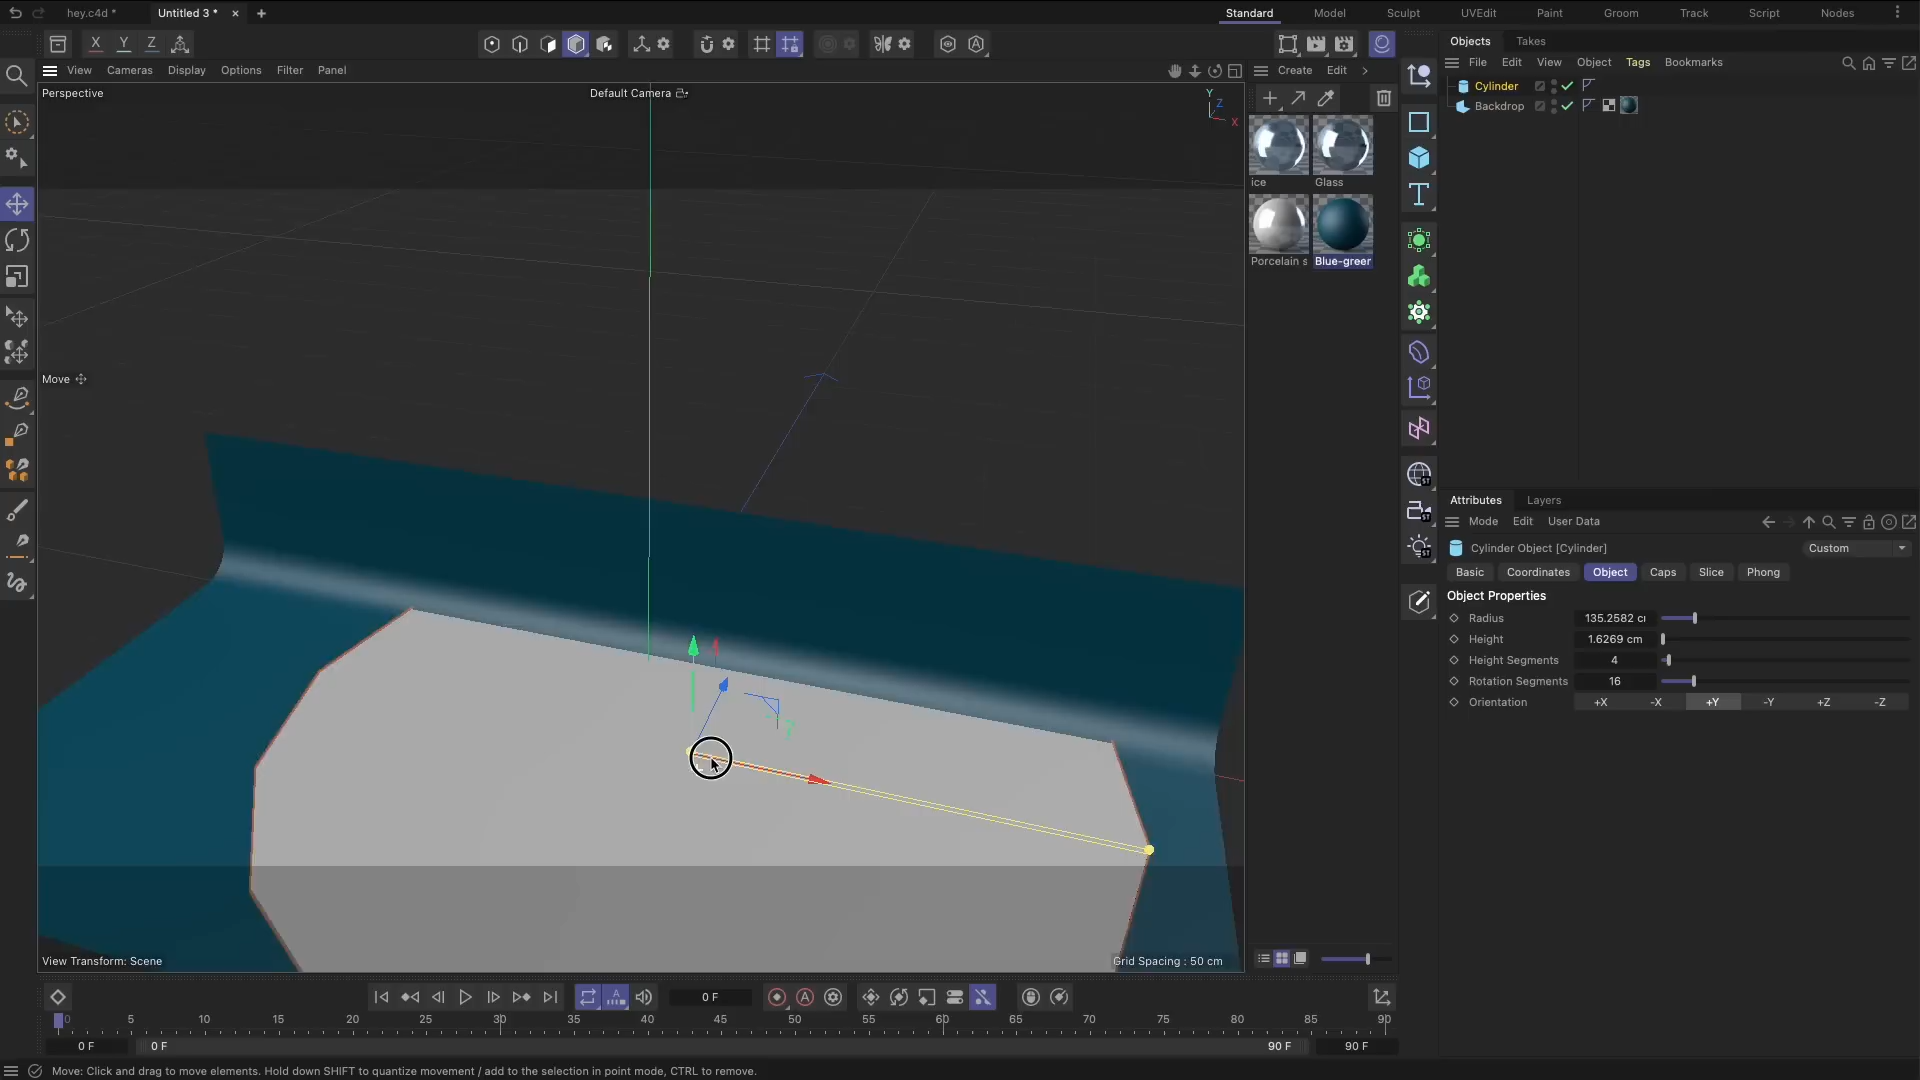 hey.c4d *
Untitled 3 *
Standard
Model
Sculpt
UVEdit
Paint
Groom
Track
Script
Nodes
X
Y
Z
Objects
Takes
View
Cameras
Display
Options
Filter
Panel
Create
Edit
File
Edit
View
Object
Tags
Bookmarks
Perspective
Default Camera
Y
Z
X
Cylinder
Backdrop
ice
Glass
Porcelain s
Blue-greer
Move
Attributes
Layers
Mode
Edit
User Data
Cylinder Object [Cylinder]
Custom
Basic
Coordinates
Object
Caps
Slice
Phong
Object Properties
Radius
135.2582 cı
Height
1.6269 cm
Height Segments
4
Rotation Segments
16
Orientation
+X
-X
+Y
-Y
+Z
-Z
View Transform: Scene
Grid Spacing : 50 cm
0 F
0
5
10
15
20
25
30
35
40
45
50
55
60
65
70
75
80
85
90
0 F
0 F
90 F
90 F
Move: Click and drag to move elements. Hold down SHIFT to quantize movement / add to the selection in point mode, CTRL to remove.